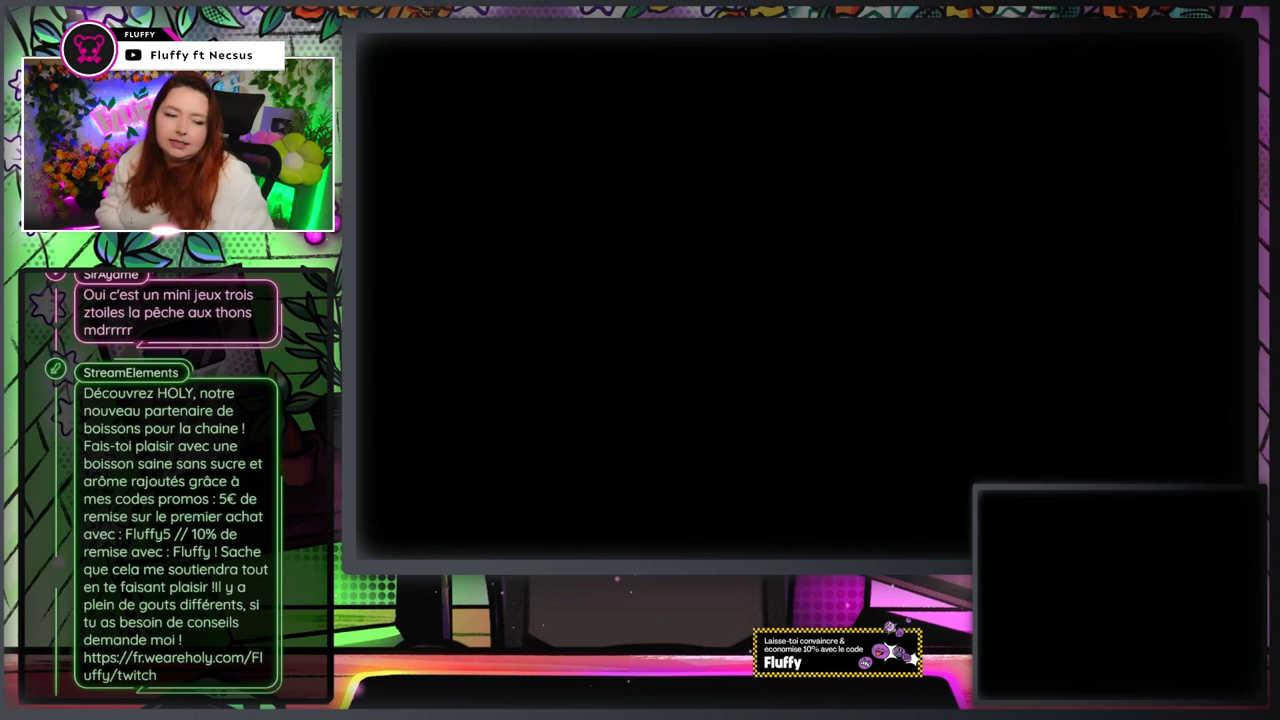 FLUFFY
Fluffy ft Necsus
SirAyame
Oui c'est un mini jeux trois
ztoiles la pêche aux thons
mdrrrrr
StreamElements
Découvrez HOLY, notre
nouveau partenaire de
boissons pour la chaine !
Fais-toi plaisir avec une
boisson saine sans sucre et
arôme rajoutés grâce à
mes codes promos : 5€ de
remise sur le premier achat
avec : Fluffy5 // 10% de
remise avec : Fluffy ! Sache
que cela me soutiendra tout
en te faisant plaisir !Il y a
plein de gouts différents, si
tu as besoin de conseils
demande moi !
https://fr.weareholy.com/Fl
uffy/twitch
Laisse-toi convaincre &
économise 10% avec le code
Fluffy